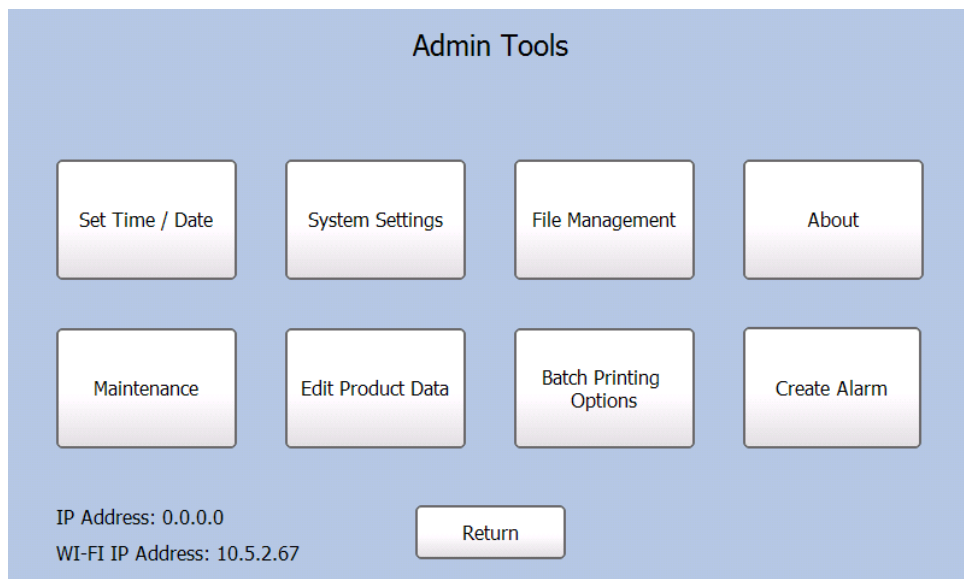 Admin Tools
Set Time / Date
System Settings
File Management
About
Maintenance
Edit Product Data
Batch Printing
Options
Create Alarm
IP Address: 0.0.0.0
WI-FI IP Address: 10.5.2.67
Return